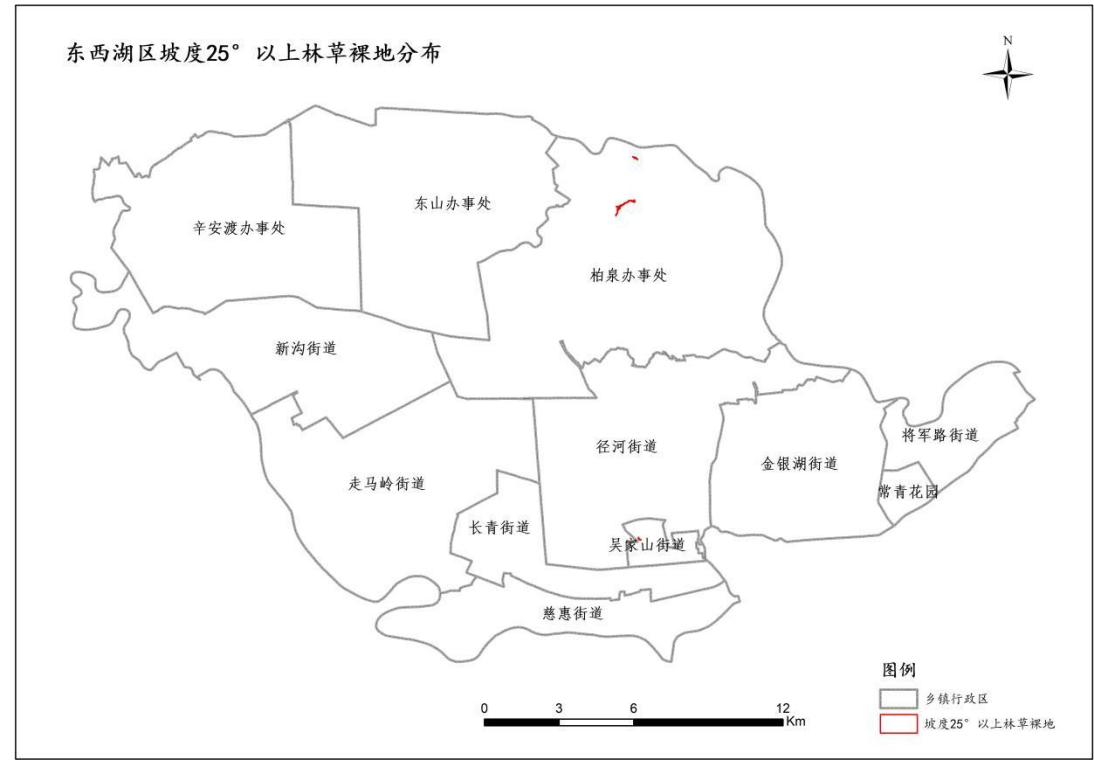 东西湖区坡度25°以上林草裸地分布
N
东山办事处
辛安渡办事处
柏泉办事处
新沟街道
将军路街道
径河街道
金银湖街道
走马岭街道
常青花园
长青街道
吴家山街道
慈惠街道
图例
乡镇行政区
坡度25°以上林草裸地
0 3 6 12
Km